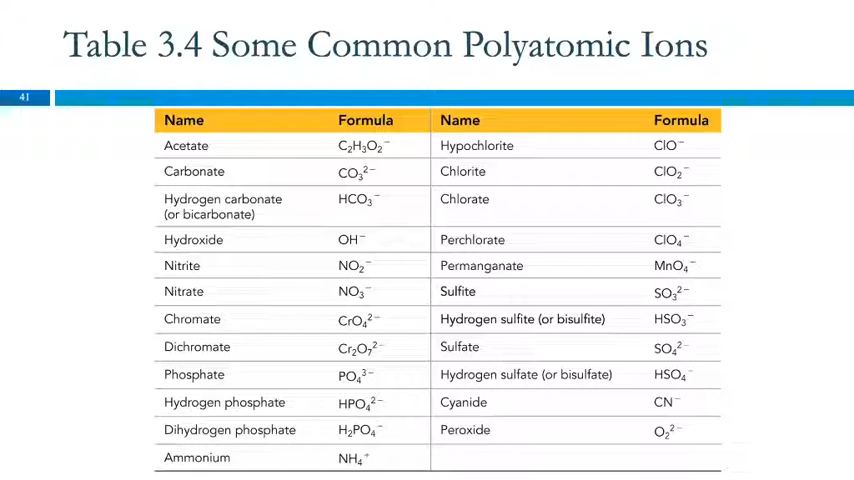 Table 3.4 Some Common Polyatomic Ions
41
Name Formula Name Formula
Acetate C₂H₃O₂⁻ Hypochlorite ClO⁻
Carbonate CO₃²⁻ Chlorite ClO₂⁻
Hydrogen carbonate HCO₃⁻ Chlorate ClO₃⁻
(or bicarbonate)
Hydroxide OH⁻ Perchlorate ClO₄⁻
Nitrite NO₂⁻ Permanganate MnO₄⁻
Nitrate NO₃⁻ Sulfite SO₃²⁻
Chromate CrO₄²⁻ Hydrogen sulfite (or bisulfite) HSO₃⁻
Dichromate Cr₂O₇²⁻ Sulfate SO₄²⁻
Phosphate PO₄³⁻ Hydrogen sulfate (or bisulfate) HSO₄⁻
Hydrogen phosphate HPO₄²⁻ Cyanide CN⁻
Dihydrogen phosphate H₂PO₄⁻ Peroxide O₂²⁻
Ammonium NH₄⁺